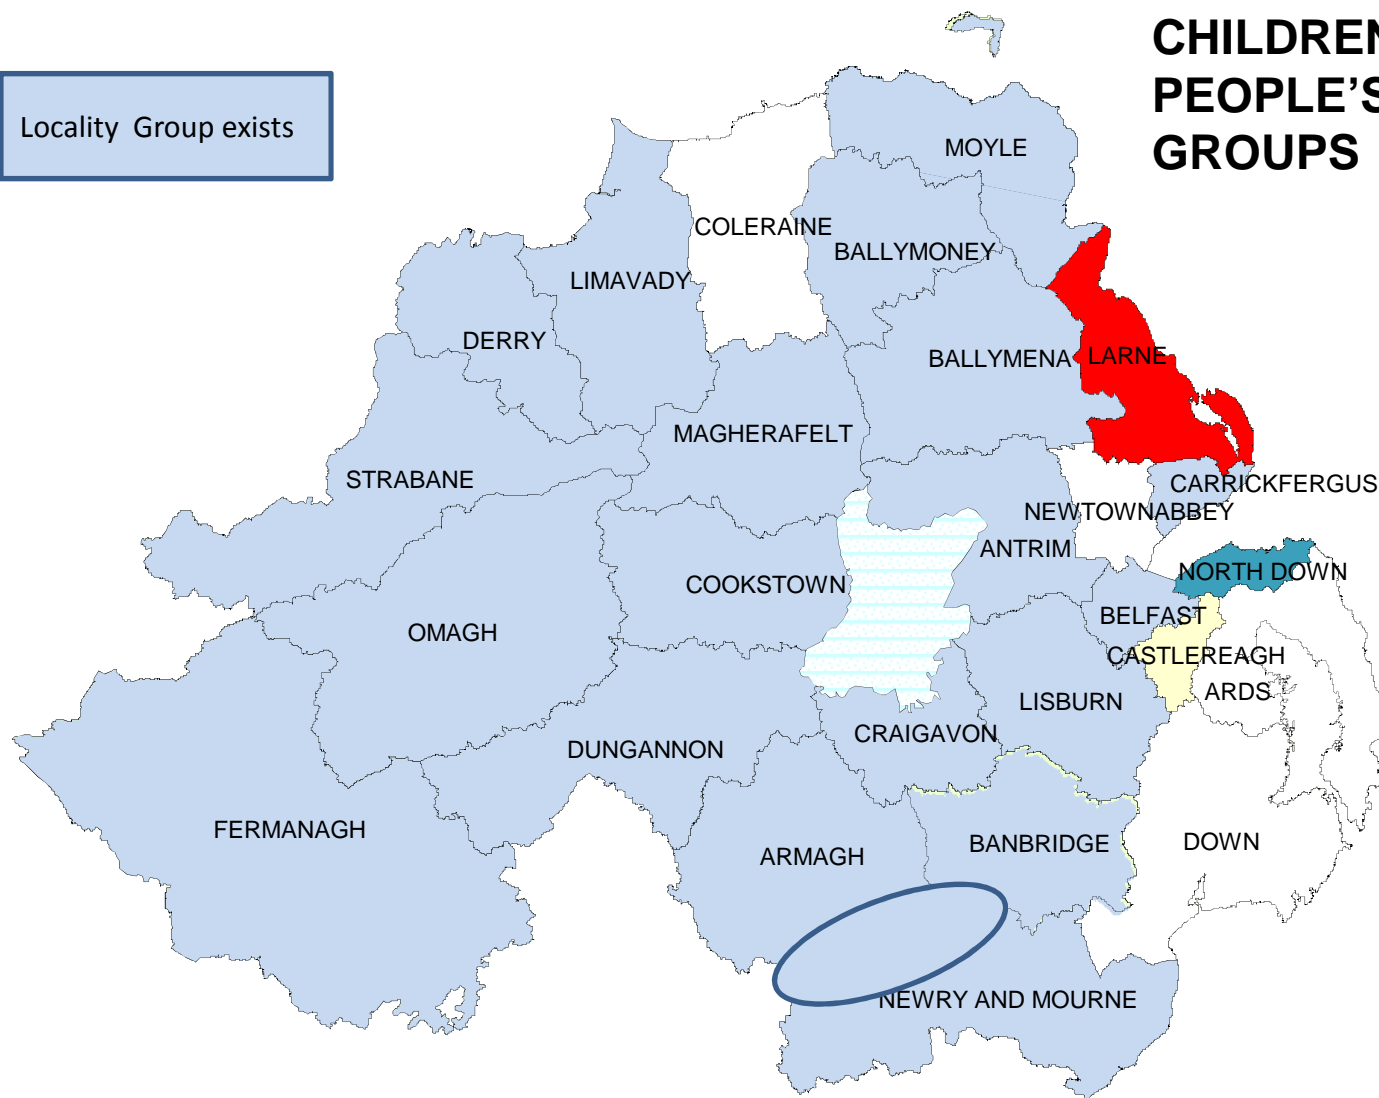 CHILDREN
PEOPLE'S
GROUPS
Locality Group exists
MOYLE
COLERAINE
BALLYMONEY
LIMAVADY
DERRY
BALLYMENA
LARNE
MAGHERAFELT
STRABANE
CARRICKFERGUS
NEWTOWNABBEY
ANTRIM
NORTH DOWN
COOKSTOWN
BELFAST
OMAGH
CASTLEREAGH
ARDS
LISBURN
CRAIGAVON
DUNGANNON
FERMANAGH
BANBRIDGE
DOWN
ARMAGH
NEWRY AND MOURNE